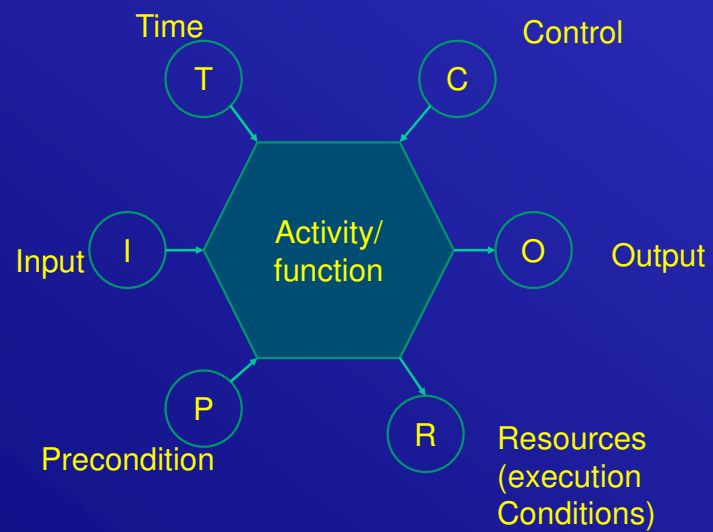 Time
Control
T
C
Input
I
Activity/
function
O
Output
P
Precondition
R
Resources
(execution
Conditions)